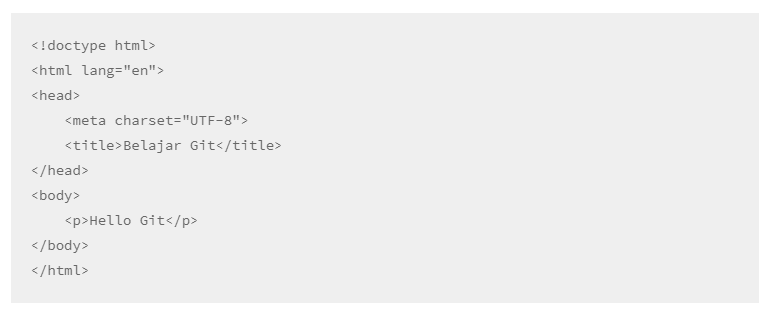 <!doctype html>
<html lang="en">
<head>
    <meta charset="UTF-8">
    <title>Belajar Git</title>
</head>
<body>
    <p>Hello Git</p>
</body>
</html>